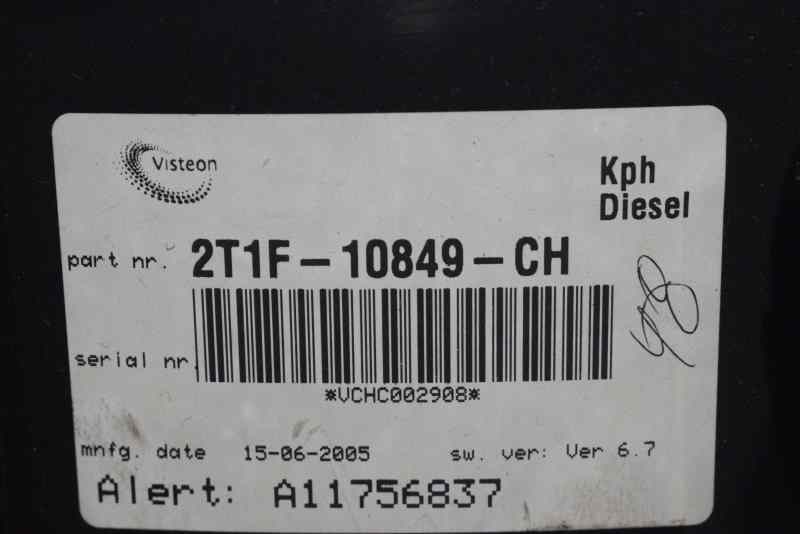 Visteon
Kph
Diesel
part nr. 2T1F-10849-CH
serial nr.
*VCHC002908*
mnfg. date 15-06-2005 sw. ver: Ver 6.7
Alert: A11756837